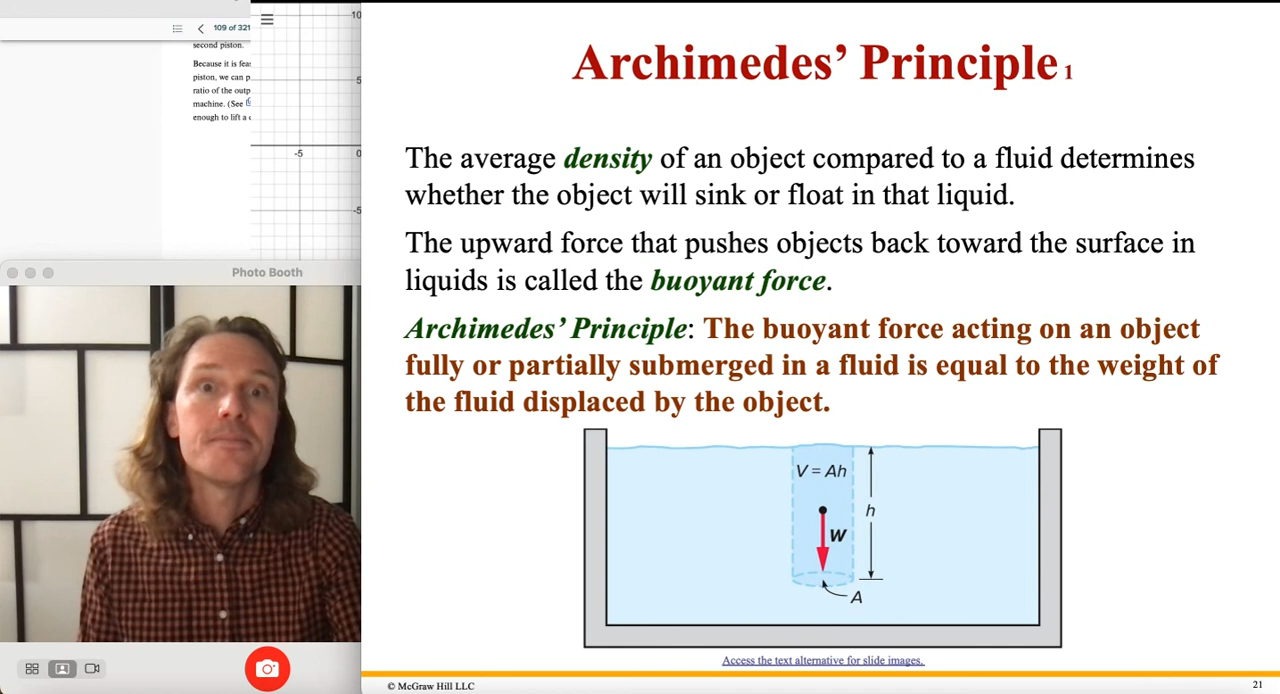 109 of 321
second piston.
Because it is
piston, we can
ratio of the
machine. (See
enough to lift a
10
5
-5
0
-5
Photo Booth
Archimedes’ Principle 1
The average density of an object compared to a fluid determines
whether the object will sink or float in that liquid.
The upward force that pushes objects back toward the surface in
liquids is called the buoyant force.
Archimedes’ Principle: The buoyant force acting on an object
fully or partially submerged in a fluid is equal to the weight of
the fluid displaced by the object.
V = Ah
h
W
A
Access the text alternative for slide images.
© McGraw Hill LLC
21